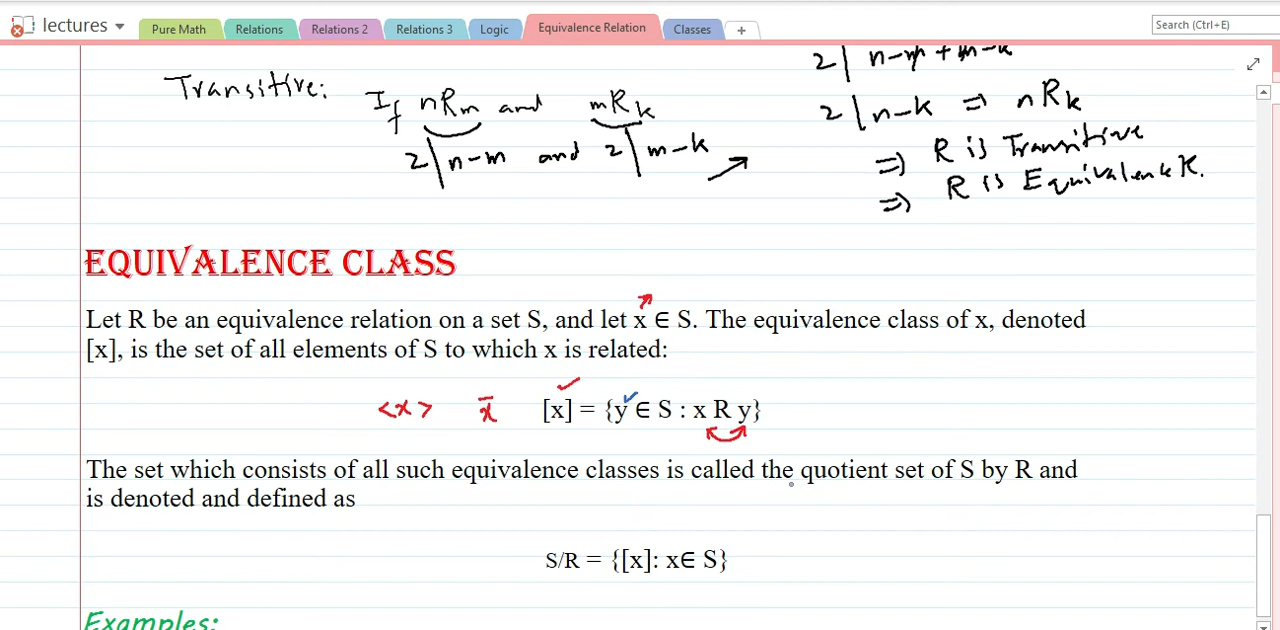 lectures
Pure Math
Relations
Relations 2
Relations 3
Logic
Equivalence Relation
Classes
+
Search (Ctrl+E)
2 | n-m+m-k
Transitive:
If nRm and mRk
2 | n-m and 2 | m-k
2 | n-k ⇒ nRk
⇒ R is Transitive
⇒ R is Equivalence R.
EQUIVALENCE CLASS
Let R be an equivalence relation on a set S, and let x ∈ S. The equivalence class of x, denoted
[x], is the set of all elements of S to which x is related:
<x> x̄ [x] = {y ∈ S : x R y}
The set which consists of all such equivalence classes is called the quotient set of S by R and
is denoted and defined as
S/R = {[x]: x∈ S}
Examples: